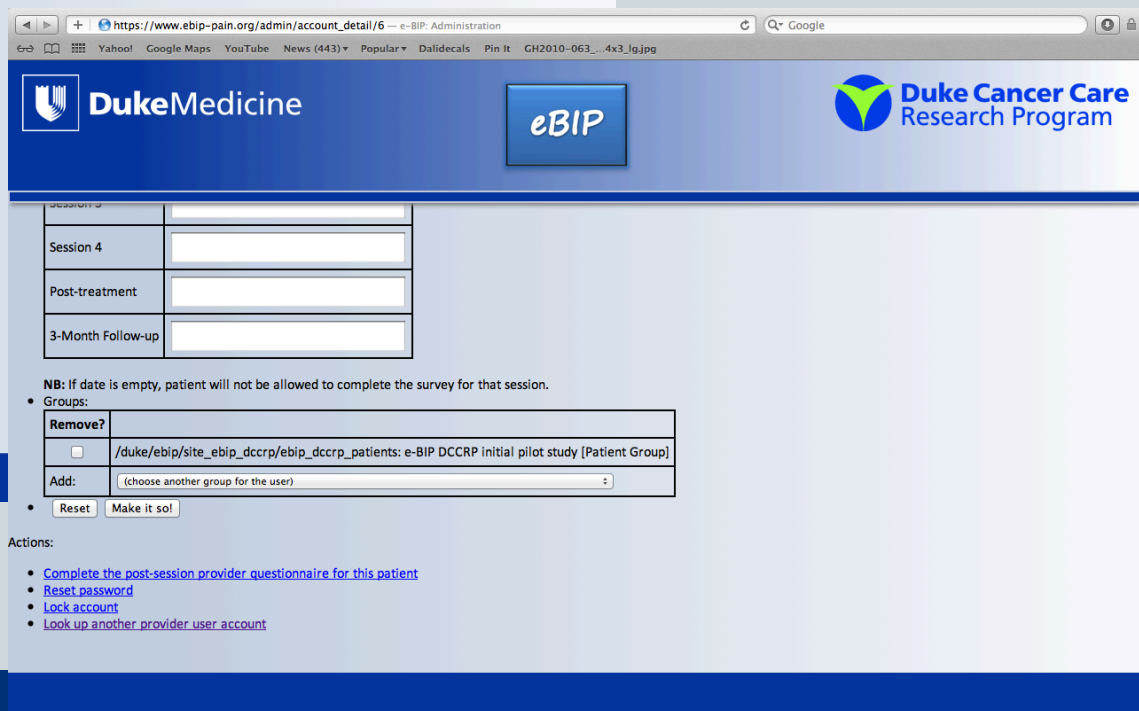 https://www.ebip-pain.org/admin/account_detail/6 — e-BIP: Administration
Google
Yahoo! Google Maps YouTube News (443) Popular Dalidecals Pin It GH2010-063_...4x3_lg.jpg
DukeMedicine
eBIP
Duke Cancer Care
Research Program
Session 3
Session 4
Post-treatment
3-Month Follow-up
NB: If date is empty, patient will not be allowed to complete the survey for that session.
Groups:
Remove?
/duke/ebip/site_ebip_dccrp/ebip_dccrp_patients: e-BIP DCCRP initial pilot study [Patient Group]
Add: (choose another group for the user)
Reset Make it so!
Actions:
Complete the post-session provider questionnaire for this patient
Reset password
Lock account
Look up another provider user account